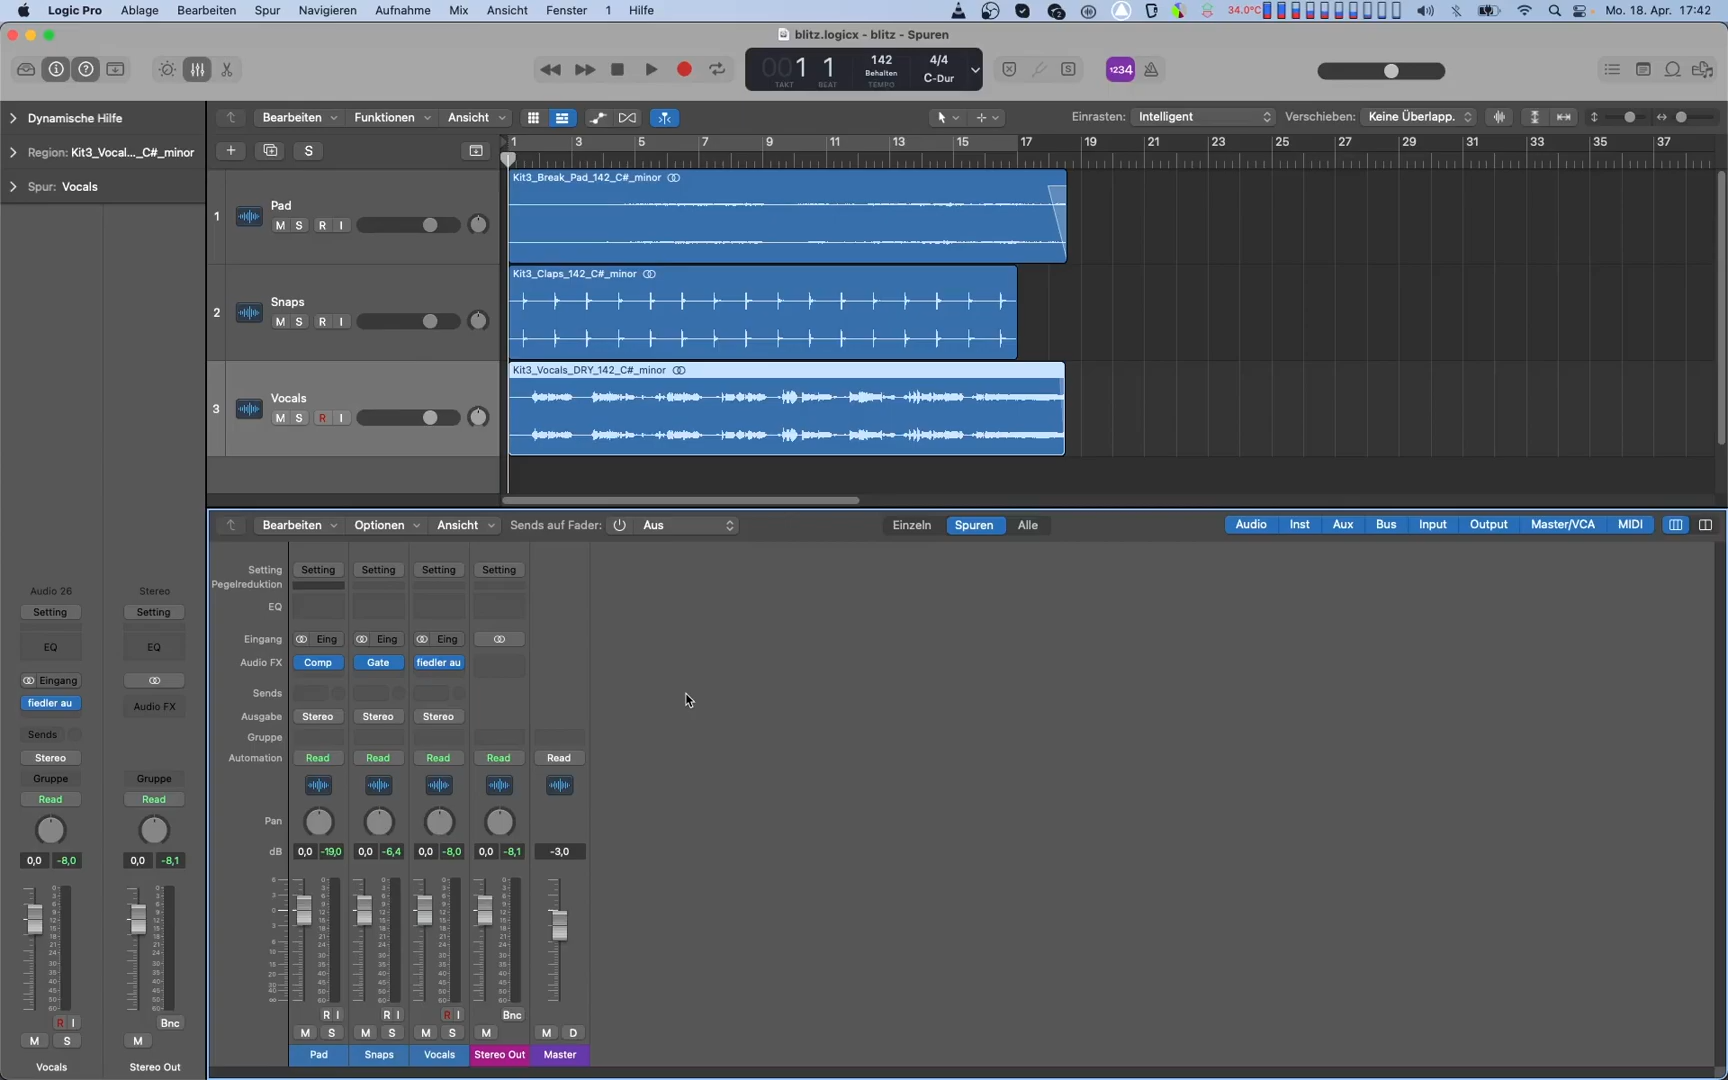 Logic Pro Ablage Bearbeiten Spur Navigieren Aufnahme Mix Ansicht Fenster 1 Hilfe 34.0°C Mo. 18. Apr. 17:42
blitz.logicx - blitz - Spuren
001 1 142 4/4
Behalten C-Dur
TAKT BEAT TEMPO
1234
Dynamische Hilfe
Region: Kit3_Vocal..._C#_minor
Spur: Vocals
Bearbeiten Funktionen Ansicht Einrasten: Intelligent Verschieben: Keine Überlapp.
S
1 3 5 7 9 11 13 15 17 19 21 23 25 27 29 31 33 35 37
1 Pad
M S R I
Kit3_Break_Pad_142_C#_minor
2 Snaps
M S R I
Kit3_Claps_142_C#_minor
3 Vocals
M S R I
Kit3_Vocals_DRY_142_C#_minor
Bearbeiten Optionen Ansicht Sends auf Fader: Aus Einzeln Spuren Alle Audio Inst Aux Bus Input Output Master/VCA MIDI
Setting Setting Setting Setting Setting
Pegelreduktion
EQ
Eingang Eing Eing Eing
Audio FX Comp Gate fiedler au
Sends
Ausgabe Stereo Stereo Stereo
Gruppe
Automation Read Read Read Read Read
Pan
dB 0,0 -19,0 0,0 -6,4 0,0 -8,0 0,0 -8,1 -3,0
R I R I R I Bnc
M S M S M S M M D
Pad Snaps Vocals Stereo Out Master
Audio 26 Stereo
Setting Setting
EQ EQ
Eingang
fiedler au Audio FX
Sends
Stereo
Gruppe Gruppe
Read Read
0,0 -8,0 0,0 -8,1
R I Bnc
M S M
Vocals Stereo Out